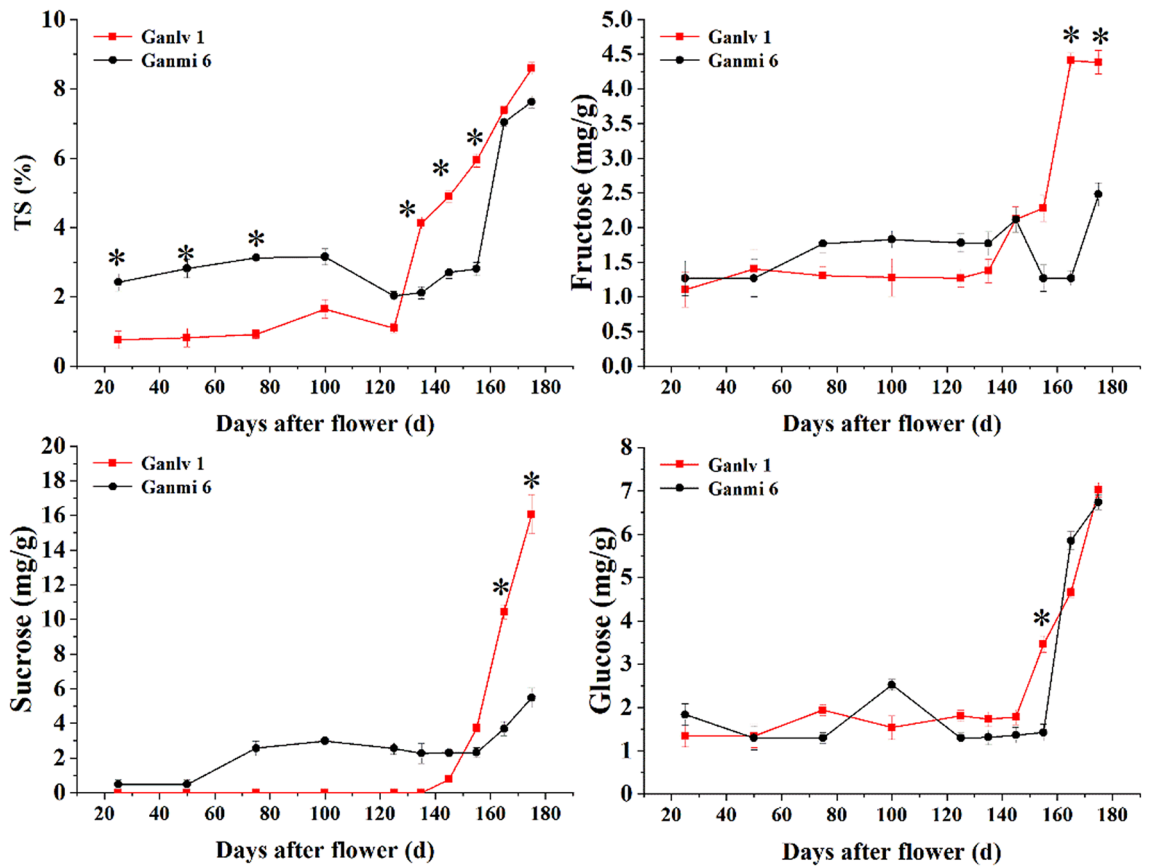 10
8
6
4
2
0
TS (%)
Ganlv 1
Ganmi 6
* * * * * *
20 40 60 80 100 120 140 160 180
Days after flower (d)
5.0
4.5
4.0
3.5
3.0
2.5
2.0
1.5
1.0
0.5
0.0
Fructose (mg/g)
Ganlv 1
Ganmi 6
* *
20 40 60 80 100 120 140 160 180
Days after flower (d)
20
18
16
14
12
10
8
6
4
2
0
Sucrose (mg/g)
Ganlv 1
Ganmi 6
* *
20 40 60 80 100 120 140 160 180
Days after flower (d)
8
7
6
5
4
3
2
1
0
Glucose (mg/g)
Ganlv 1
Ganmi 6
*
20 40 60 80 100 120 140 160 180
Days after flower (d)